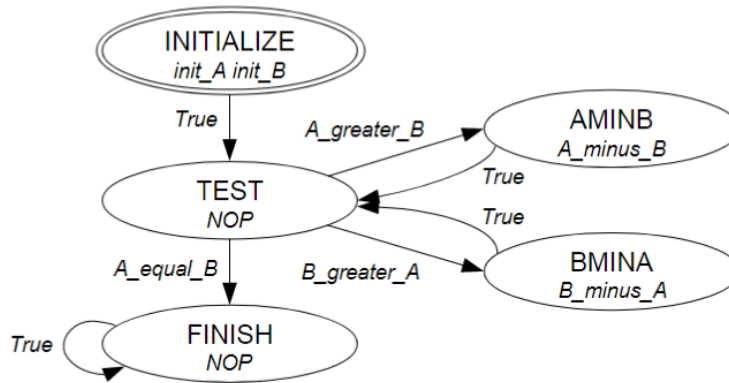 INITIALIZE
init_A init_B
True
A_greater_B
AMINB
A_minus_B
True
TEST
NOP
True
A_equal_B
B_greater_A
BMINA
B_minus_A
FINISH
NOP
True